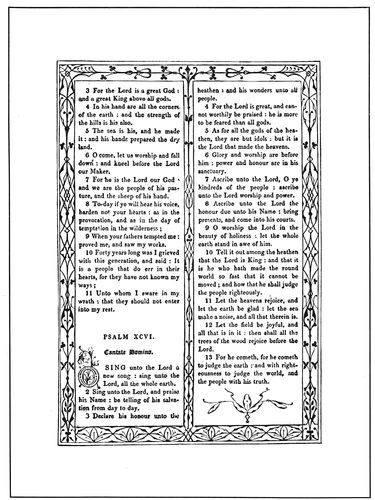 3 For the Lord is a great God :
and a great King above all gods.
4 In his hand are all the corners
of the earth : and the strength of
the hills is his also.
5 The sea is his, and he made
it : and his hands prepared the dry
land.
6 O come, let us worship and fall
down : and kneel before the Lord
our Maker.
7 For he is the Lord our God :
and we are the people of his pas-
ture, and the sheep of his hand.
8 To-day if ye will hear his voice,
harden not your hearts : as in the
provocation, and as in the day of
temptation in the wilderness ;
9 When your fathers tempted me :
proved me, and saw my works.
10 Forty years long was I grieved
with this generation, and said : It
is a people that do err in their
hearts, for they have not known my
ways ;
11 Unto whom I sware in my
wrath : that they should not enter
into my rest.
PSALM XCVI.
Cantate Domino.
O SING unto the Lord a
new song : sing unto the
Lord, all the whole earth.
2 Sing unto the Lord, and praise
his Name : be telling of his salva-
tion from day to day.
3 Declare his honour unto the
heathen : and his wonders unto all
people.
4 For the Lord is great, and can-
not worthily be praised : he is more
to be feared than all gods.
5 As for all the gods of the hea-
then, they are but idols : but it is
the Lord that made the heavens.
6 Glory and worship are before
him : power and honour are in his
sanctuary.
7 Ascribe unto the Lord, O ye
kindreds of the people : ascribe
unto the Lord worship and power.
8 Ascribe unto the Lord the
honour due unto his Name : bring
presents, and come into his courts.
9 O worship the Lord in the
beauty of holiness : let the whole
earth stand in awe of him.
10 Tell it out among the heathen
that the Lord is King : and that it
is he who hath made the round
world so fast that it cannot be
moved ; and how that he shall judge
the people righteously.
11 Let the heavens rejoice, and
let the earth be glad : let the sea
make a noise, and all that therein is.
12 Let the field be joyful, and
all that is in it : then shall all the
trees of the wood rejoice before the
Lord.
13 For he cometh, for he cometh
to judge the earth : and with right-
eousness to judge the world, and
the people with his truth.